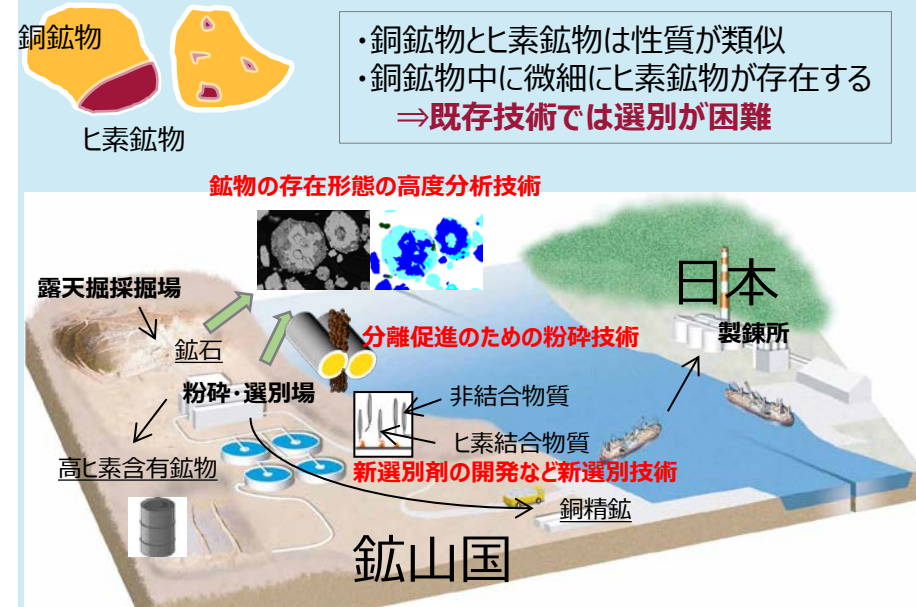 銅鉱物
ヒ素鉱物
・銅鉱物とヒ素鉱物は性質が類似
・銅鉱物中に微細にヒ素鉱物が存在する
⇒既存技術では選別が困難
鉱物の存在形態の高度分析技術
日本
露天掘採掘場
製錬所
分離促進のための粉砕技術
鉱石
粉砕・選別場
非結合物質
ヒ素結合物質
高ヒ素含有鉱物
新選別剤の開発など新選別技術
銅精鉱
鉱山国